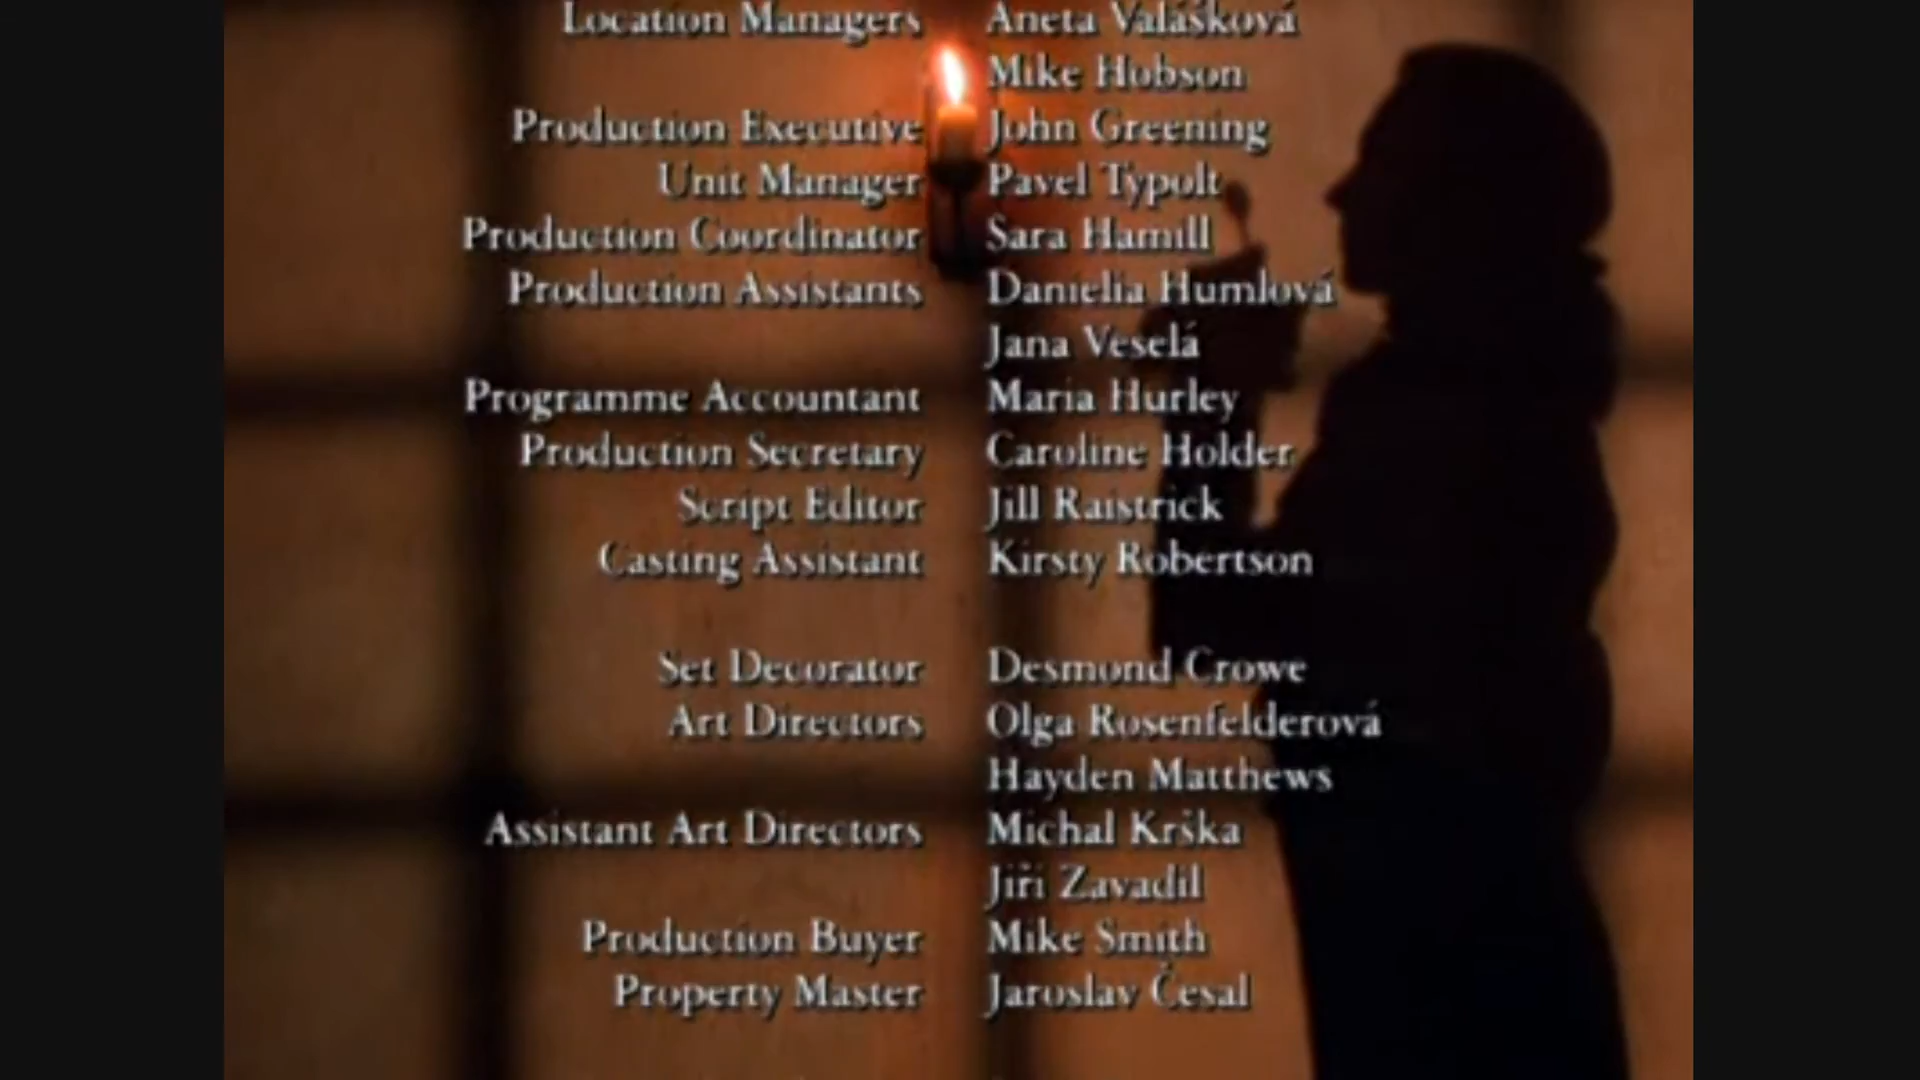 Location Managers Aneta Valášková
Mike Hobson
Production Executive John Greening
Unit Manager Pavel Typolt
Production Coordinator Sara Hamill
Production Assistants Danielia Humlová
Jana Veselá
Programme Accountant Maria Hurley
Production Secretary Caroline Holder
Script Editor Jill Raistrick
Casting Assistant Kirsty Robertson
Set Decorator Desmond Crowe
Art Directors Olga Rosenfelderová
Hayden Matthews
Assistant Art Directors Michal Krška
Jiři Zavadil
Production Buyer Mike Smith
Property Master Jaroslav Česal